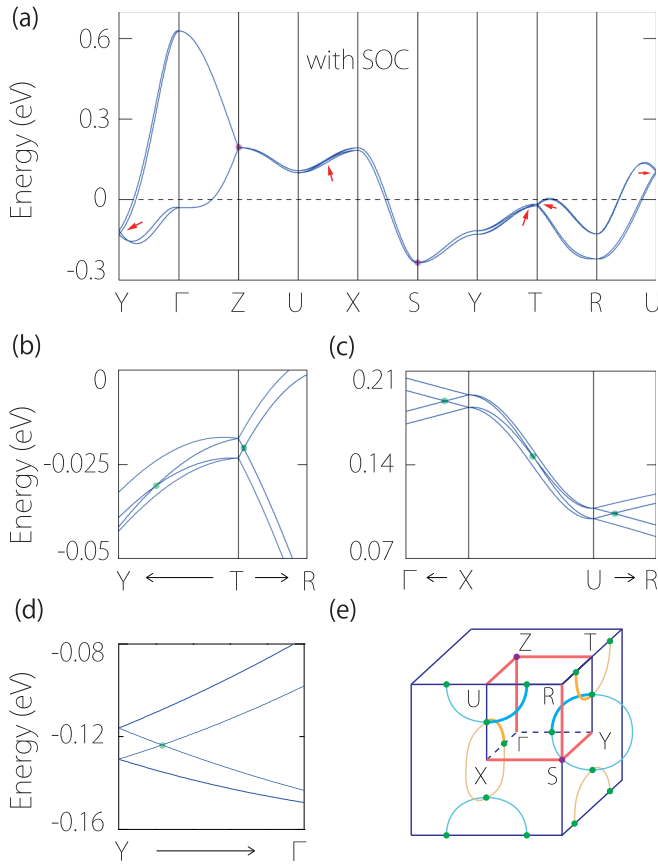 (a)
Energy (eV)
0.6
0.3
0
-0.3
with SOC
Y Γ Z U X S Y T R U
(b)
Energy (eV)
0
-0.025
-0.05
Y ← T → R
(c)
0.21
0.14
0.07
Γ ← X U → R
(d)
Energy (eV)
-0.08
-0.12
-0.16
Y → Γ
(e)
Z T
U R
Γ Y
X S